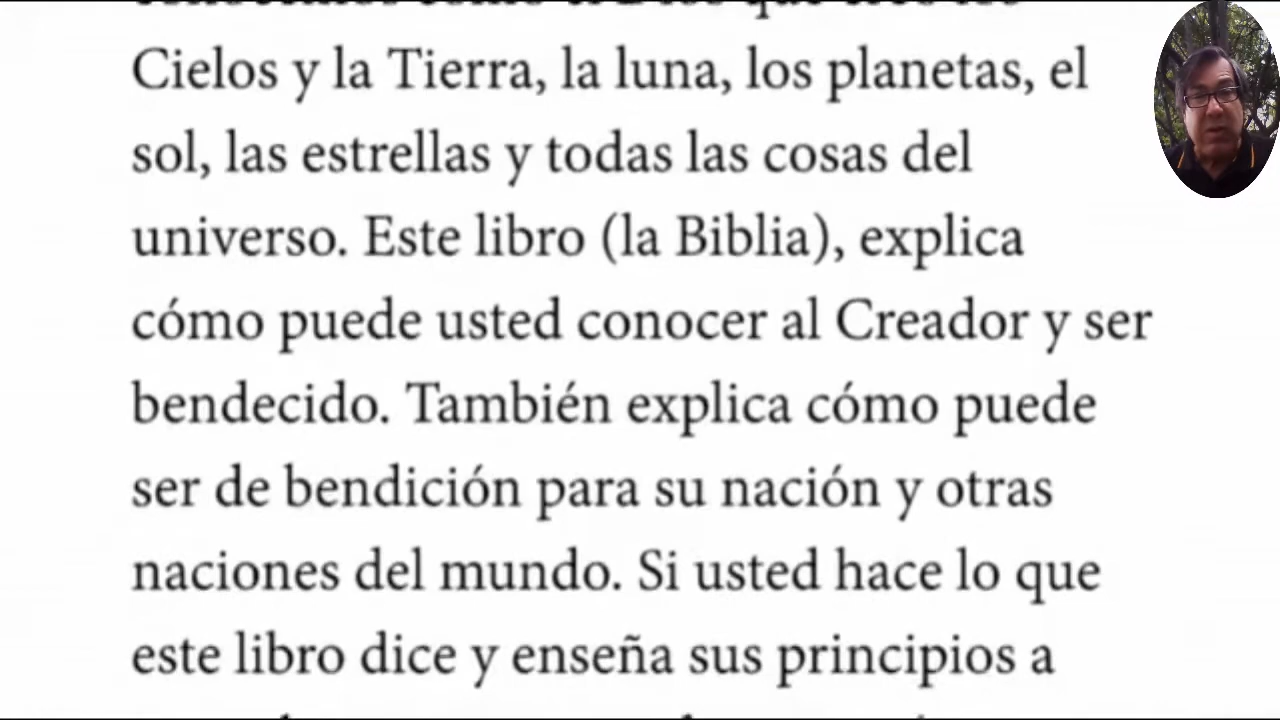 Cielos y la Tierra, la luna, los planetas, el
sol, las estrellas y todas las cosas del
universo. Este libro (la Biblia), explica
cómo puede usted conocer al Creador y ser
bendecido. También explica cómo puede
ser de bendición para su nación y otras
naciones del mundo. Si usted hace lo que
este libro dice y enseña sus principios a